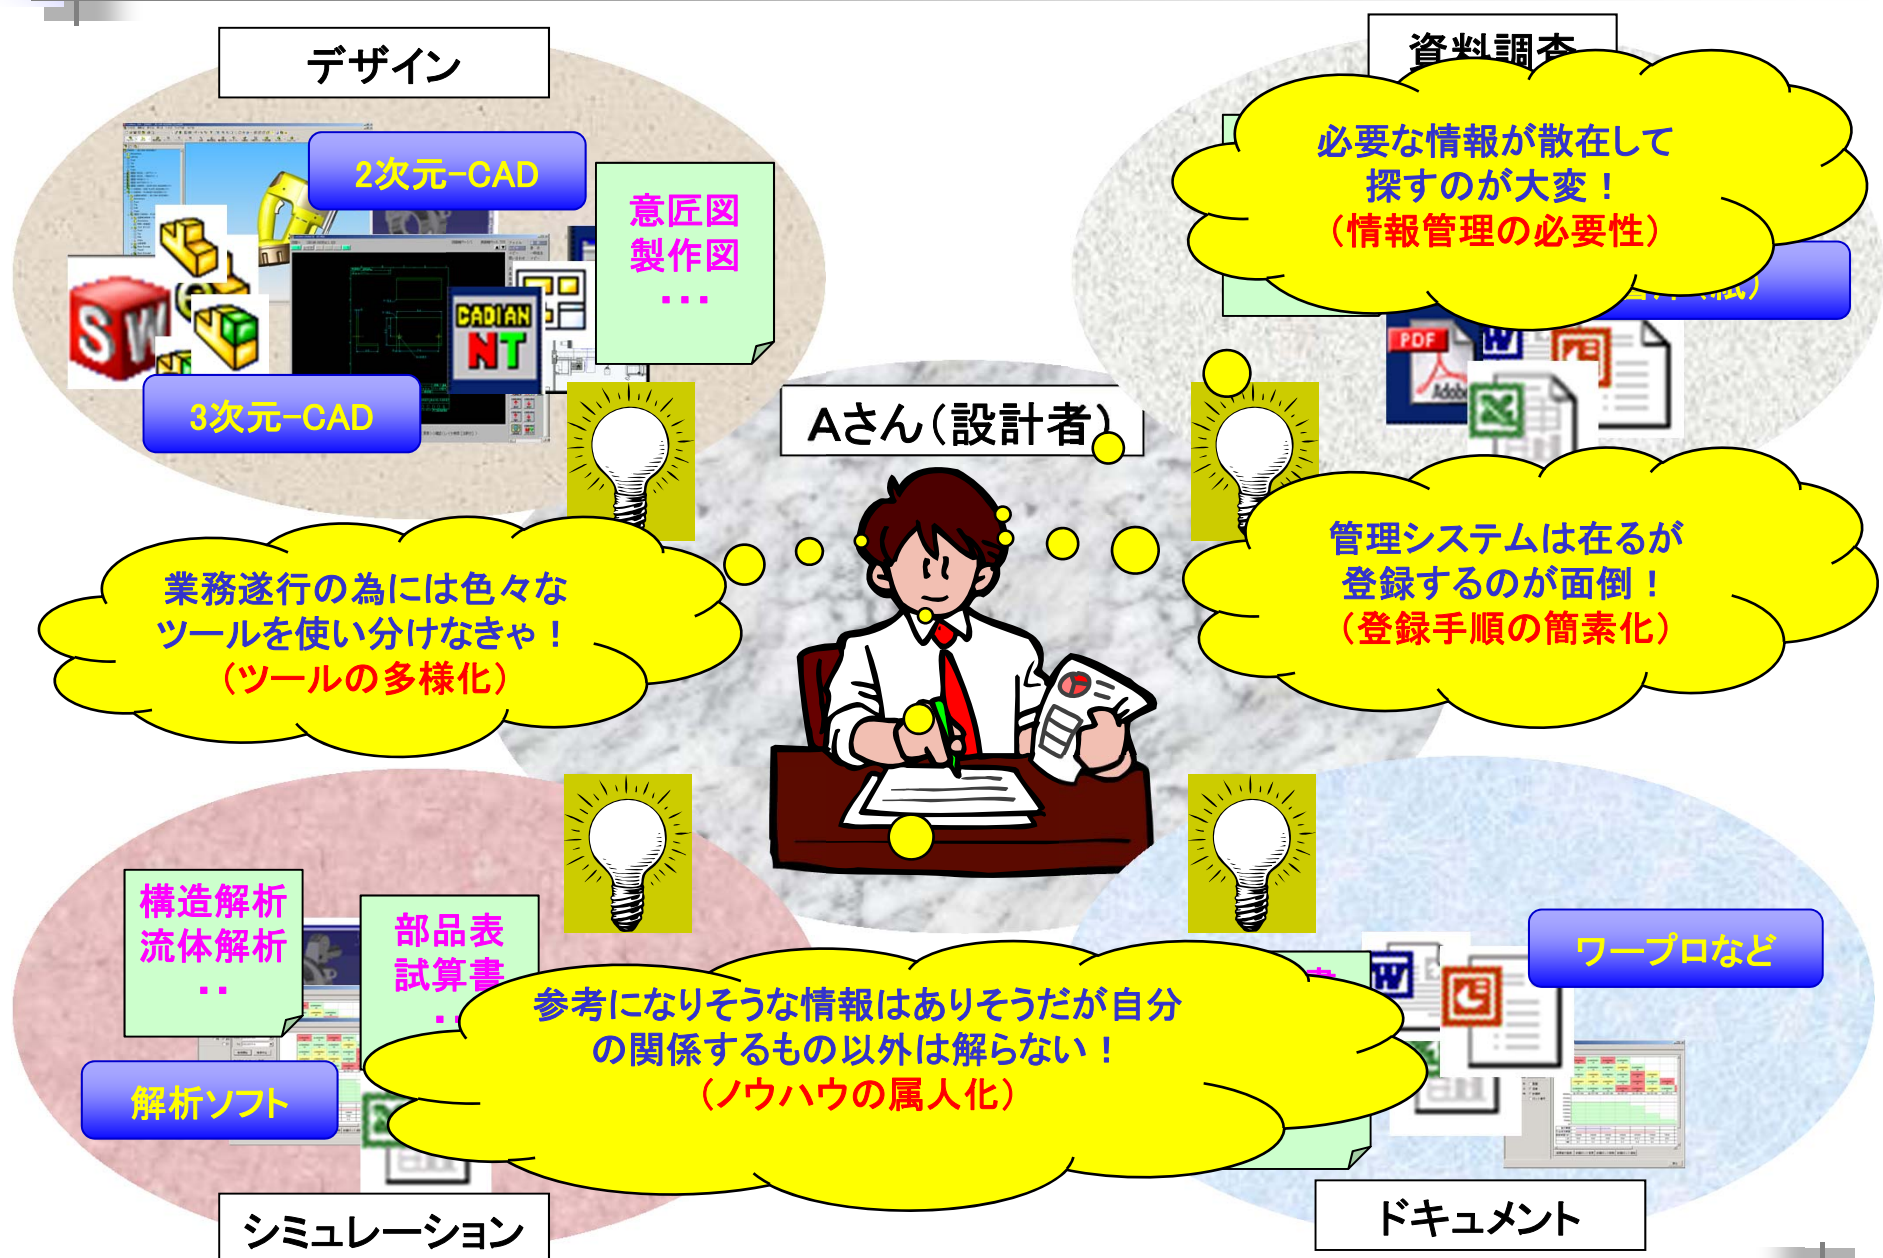 デザイン
資料調査
2次元-CAD
意匠図
製作図
・・・
CADIAN
NT
SW
3次元-CAD
必要な情報が散在して
探すのが大変！
（情報管理の必要性）
PDF
Adobe
Aさん（設計者）
業務遂行の為には色々な
ツールを使い分けなきゃ！
（ツールの多様化）
管理システムは在るが
登録するのが面倒！
（登録手順の簡素化）
構造解析
流体解析
・・
部品表
試算書
解析ソフト
参考になりそうな情報はありそうだが自分
の関係するもの以外は解らない！
（ノウハウの属人化）
ワープロなど
シミュレーション
ドキュメント